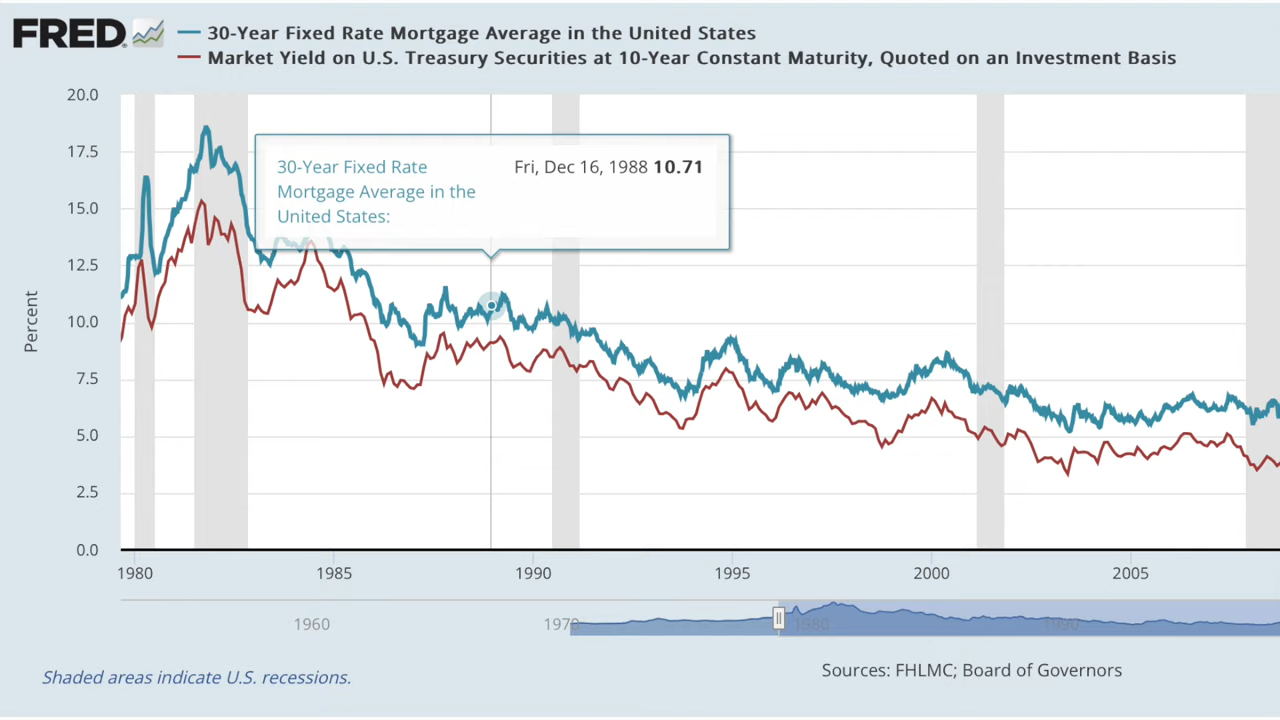 FRED
30-Year Fixed Rate Mortgage Average in the United States
Market Yield on U.S. Treasury Securities at 10-Year Constant Maturity, Quoted on an Investment Basis
20.0
17.5
15.0
12.5
10.0
7.5
5.0
2.5
0.0
Percent
30-Year Fixed Rate Fri, Dec 16, 1988 10.71
Mortgage Average in the
United States:
1980 1985 1990 1995 2000 2005
1960 1970 1980 1990
Shaded areas indicate U.S. recessions.
Sources: FHLMC; Board of Governors